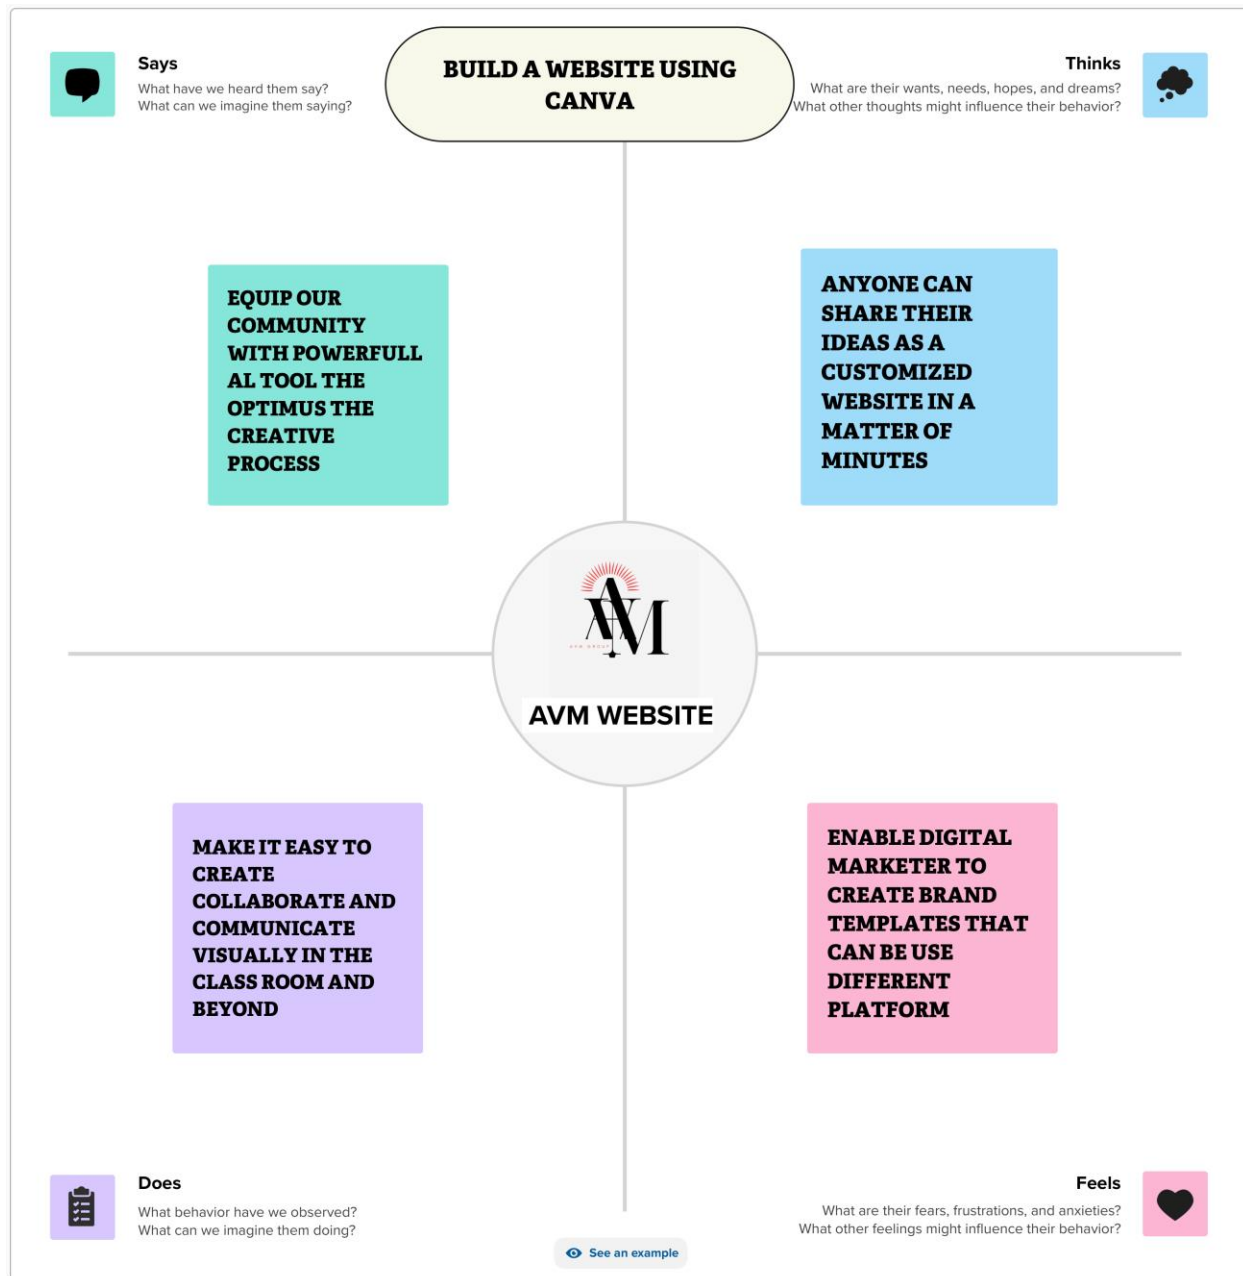 BUILD A WEBSITE USING
CANVA
Says
What have we heard them say?
What can we imagine them saying?
Thinks
What are their wants, needs, hopes, and dreams?
What other thoughts might influence their behavior?
EQUIP OUR
COMMUNITY
WITH POWERFULL
AL TOOL THE
OPTIMUS THE
CREATIVE
PROCESS
ANYONE CAN
SHARE THEIR
IDEAS AS A
CUSTOMIZED
WEBSITE IN A
MATTER OF
MINUTES
AVM
AVM GROUP
AVM WEBSITE
MAKE IT EASY TO
CREATE
COLLABORATE AND
COMMUNICATE
VISUALLY IN THE
CLASS ROOM AND
BEYOND
ENABLE DIGITAL
MARKETER TO
CREATE BRAND
TEMPLATES THAT
CAN BE USE
DIFFERENT
PLATFORM
Does
What behavior have we observed?
What can we imagine them doing?
Feels
What are their fears, frustrations, and anxieties?
What other feelings might influence their behavior?
See an example